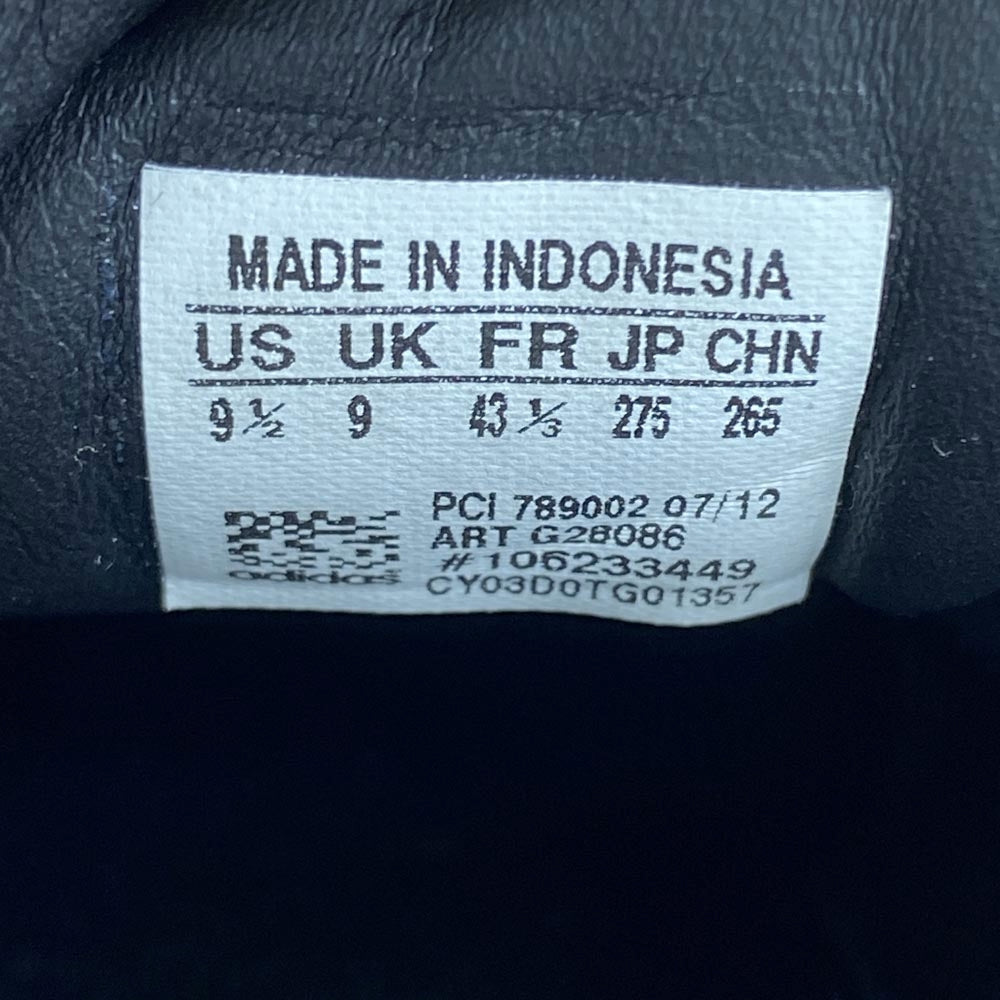 MADE IN INDONESIA
US UK FR JP CHN
9 ½ 9 43 ⅓ 275 265
PCI 789002 07/12
ART G28086
#106233449
adidas
CY03D0TG01357